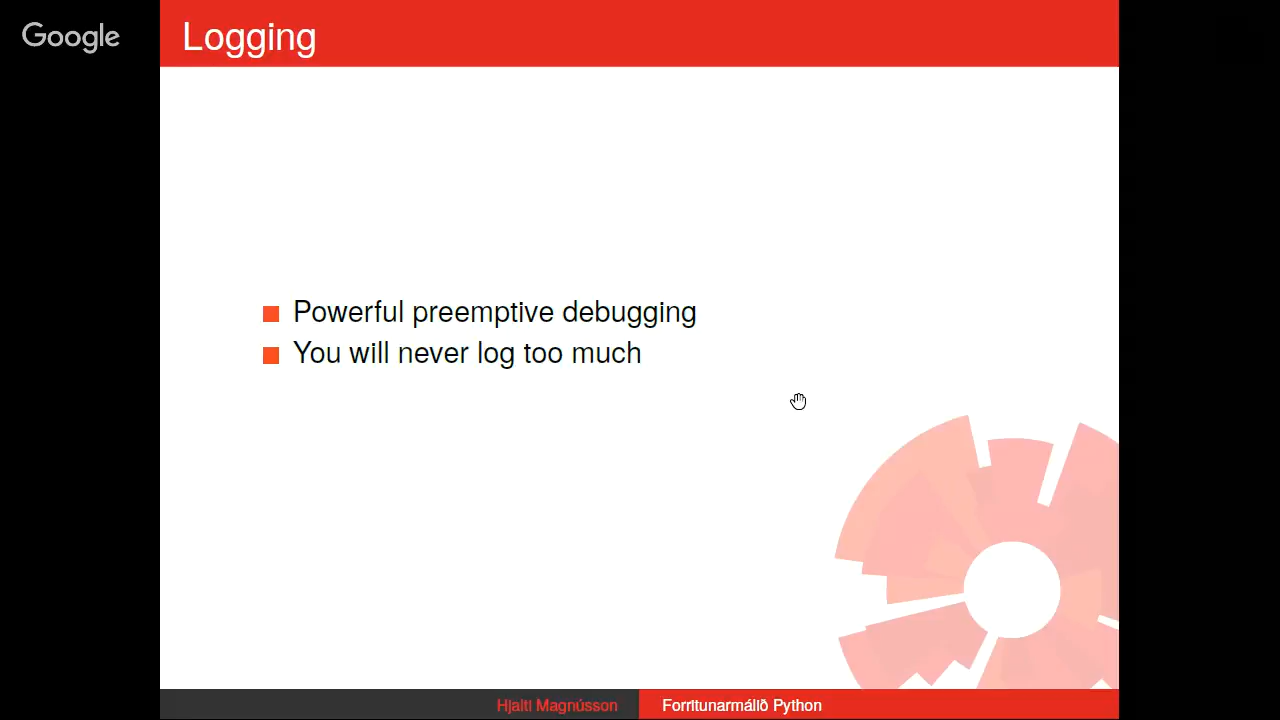 Google
Logging
Powerful preemptive debugging
You will never log too much
Hjalti Magnússon
Forritunarmálið Python